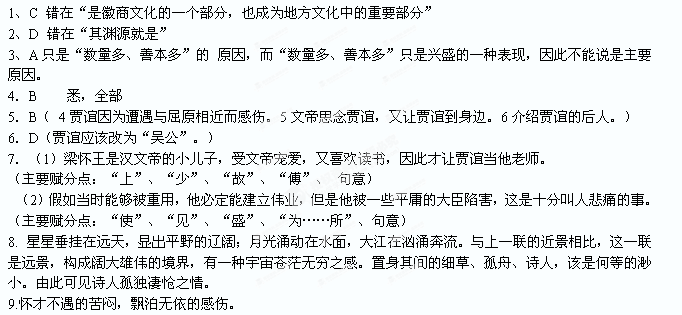 1、C 错在“是徽商文化的一个部分，也成为地方文化中的重要部分”
2、D 错在“其渊源就是”
3、A只是“数量多、善本多”的 原因，而“数量多、善本多”只是兴盛的一种表现，因此不能说是主要
原因。
4．B 悉，全部
5．B（ 4贾谊因为遭遇与屈原相近而感伤。5文帝思念贾谊，又让贾谊到身边。6介绍贾谊的后人。）
6．D（贾谊应该改为“吴公”。）
7．（1）梁怀王是汉文帝的小儿子，受文帝宠爱，又喜欢读书，因此才让贾谊当他老师。
（主要赋分点：“上”、“少”、“故”、“傅”、 句意）
（2）假如当时能够被重用，他必定能建立伟业，但是他被一些平庸的大臣陷害，这是十分叫人悲痛的事。
（主要赋分点：“使”、“见”、“盛”、“为……所”、句意）
8．星星垂挂在远天，显出平野的辽阔；月光涌动在水面，大江在汹涌奔流。与上一联的近景相比，这一联
是远景，构成阔大雄伟的境界，有一种宇宙苍茫无穷之感。置身其间的细草、孤舟、诗人，该是何等的渺
小。由此可见诗人孤独凄怆之情。
9.怀才不遇的苦闷，飘泊无依的感伤。